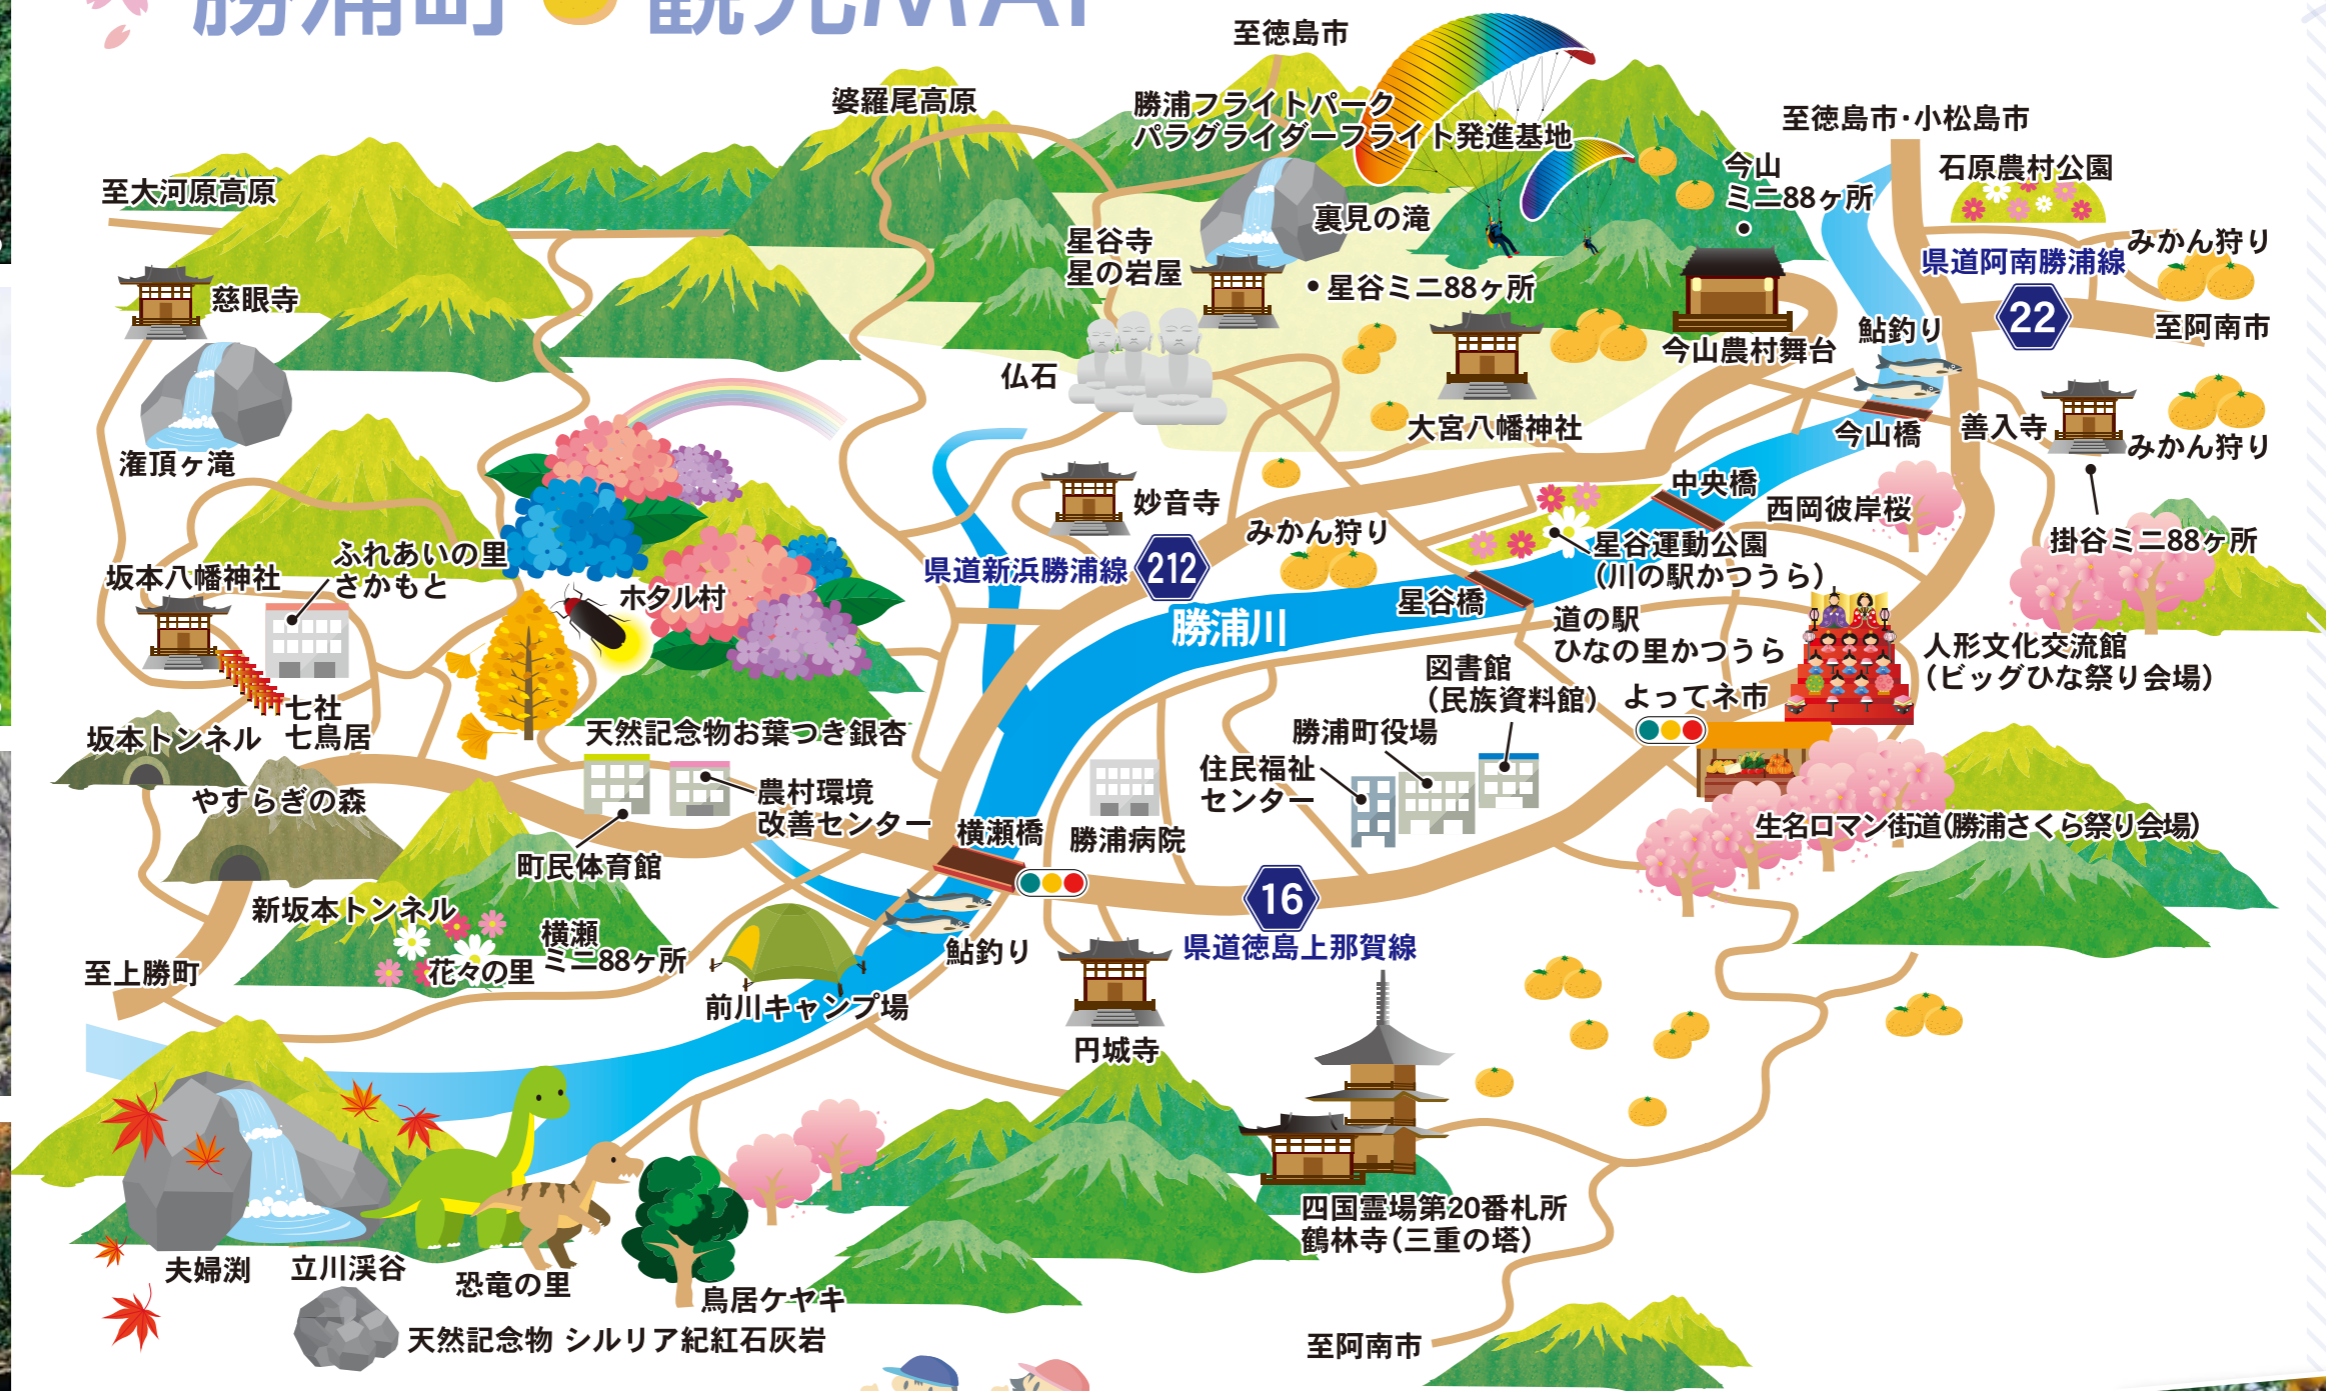 勝浦町 観光MAP
至徳島市
婆羅尾高原
勝浦フライトパーク
パラグライダーフライト発進基地
至徳島市・小松島市
今山
ミニ88ヶ所
石原農村公園
至大河原高原
裏見の滝
星谷寺
星の岩屋
みかん狩り
県道阿南勝浦線
22
慈眼寺
星谷ミニ88ヶ所
至阿南市
鮎釣り
今山農村舞台
仏石
大宮八幡神社
今山橋
善入寺
みかん狩り
灌頂ヶ滝
中央橋
妙音寺
西岡彼岸桜
みかん狩り
掛谷ミニ88ヶ所
ふれあいの里
さかもと
星谷運動公園
(川の駅かつうら)
坂本八幡神社
県道新浜勝浦線
212
ホタル村
星谷橋
勝浦川
道の駅
ひなの里かつうら
人形文化交流館
(ビッグひな祭り会場)
図書館
(民族資料館)
よってネ市
七社
七鳥居
坂本トンネル
天然記念物お葉つき銀杏
勝浦町役場
住民福祉
センター
やすらぎの森
農村環境
改善センター
横瀬橋
勝浦病院
生名ロマン街道(勝浦さくら祭り会場)
町民体育館
新坂本トンネル
16
県道徳島上那賀線
横瀬
ミニ88ヶ所
花々の里
鮎釣り
至上勝町
前川キャンプ場
円城寺
四国霊場第20番札所
鶴林寺(三重の塔)
夫婦渕
立川渓谷
恐竜の里
鳥居ケヤキ
天然記念物 シルリア紀紅石灰岩
至阿南市